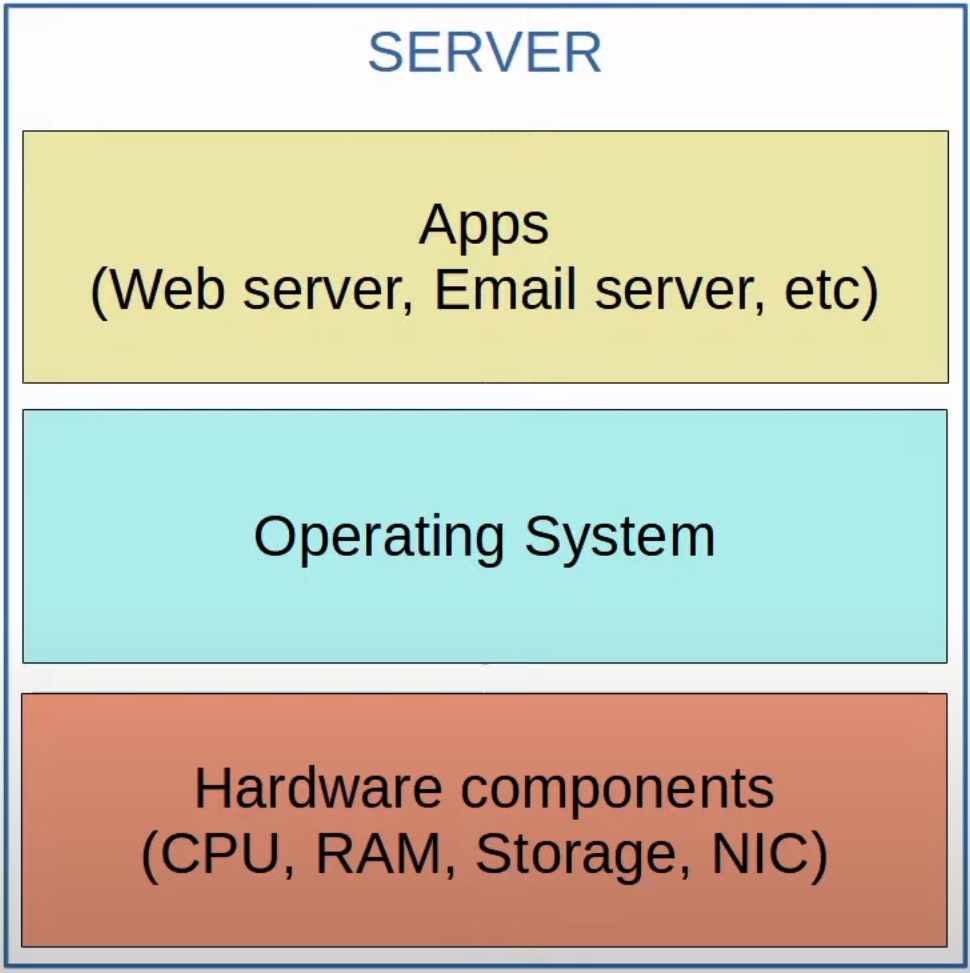 SERVER
Apps
(Web server, Email server, etc)
Operating System
Hardware components
(CPU, RAM, Storage, NIC)